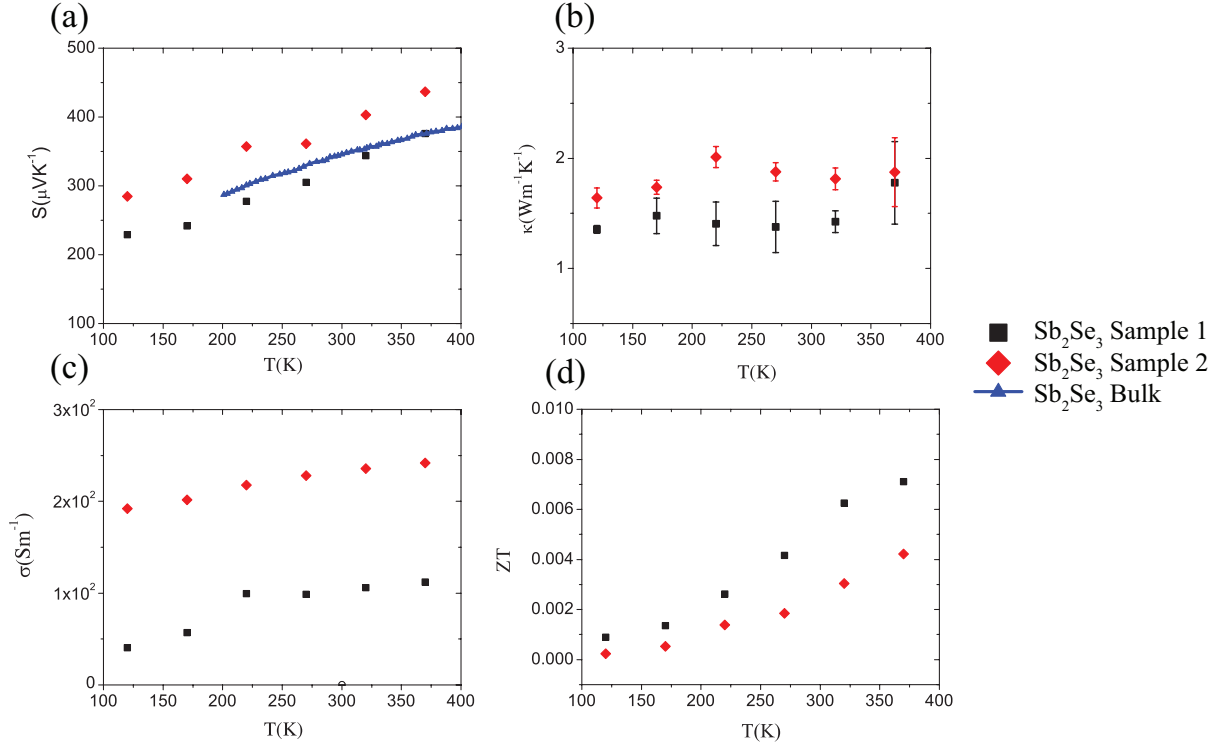 (a)
500
400
300
200
100
S(μVK⁻¹)
100 150 200 250 300 350 400
T(K)
(b)
3
2
1
κ(Wm⁻¹K⁻¹)
100 150 200 250 300 350 400
T(K)
Sb₂Se₃ Sample 1
Sb₂Se₃ Sample 2
Sb₂Se₃ Bulk
(c)
3x10²
2x10²
1x10²
0
σ(Sm⁻¹)
100 150 200 250 300 350 400
T(K)
(d)
0.010
0.008
0.006
0.004
0.002
0.000
ZT
100 150 200 250 300 350 400
T(K)